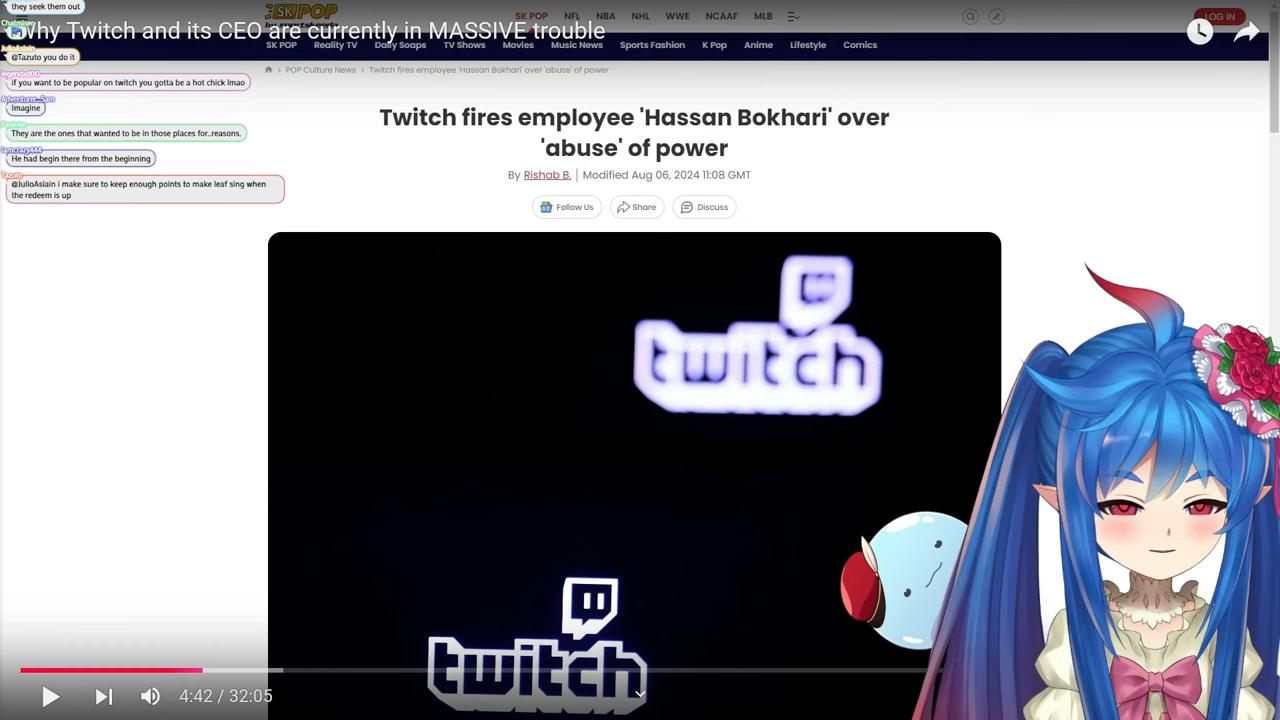 they seek them out
Chatmiseo
Why Twitch and its CEO are currently in MASSIVE trouble
JulioAsiain
@Tazuto you do it
if you want to be popular on twitch you gotta be a hot chick lmao
Imagine
They are the ones that wanted to be in those places for..reasons.
Iamcrazy444
He had begin there from the beginning
Tazuto
@JulioAsiain i make sure to keep enough points to make leaf sing when
the redeem is up
SK POP
SK POP NFL NBA NHL WWE NCAAF MLB
LOG IN
SK POP Reality TV Daily Soaps TV Shows Movies Music News Sports Fashion K Pop Anime Lifestyle Comics
POP Culture News > Twitch fires employee 'Hassan Bokhari' over 'abuse' of power
Twitch fires employee 'Hassan Bokhari' over
'abuse' of power
By Rishab B. | Modified Aug 06, 2024 11:08 GMT
Follow Us Share Discuss
twitch
twitch
4:42 / 32:05